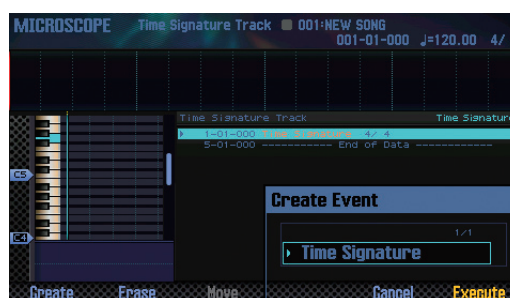 MICROSCOPE Time Signature Track 001:NEW SONG
001-01-000 ♩=120.00 4/
Time Signature Track Time Signature
1-01-000 Time Signature 4/ 4
5-01-000 ----------- End of Data ------------
C5
Create Event
1/1
C4
Time Signature
Create Erase Move Cancel Execute